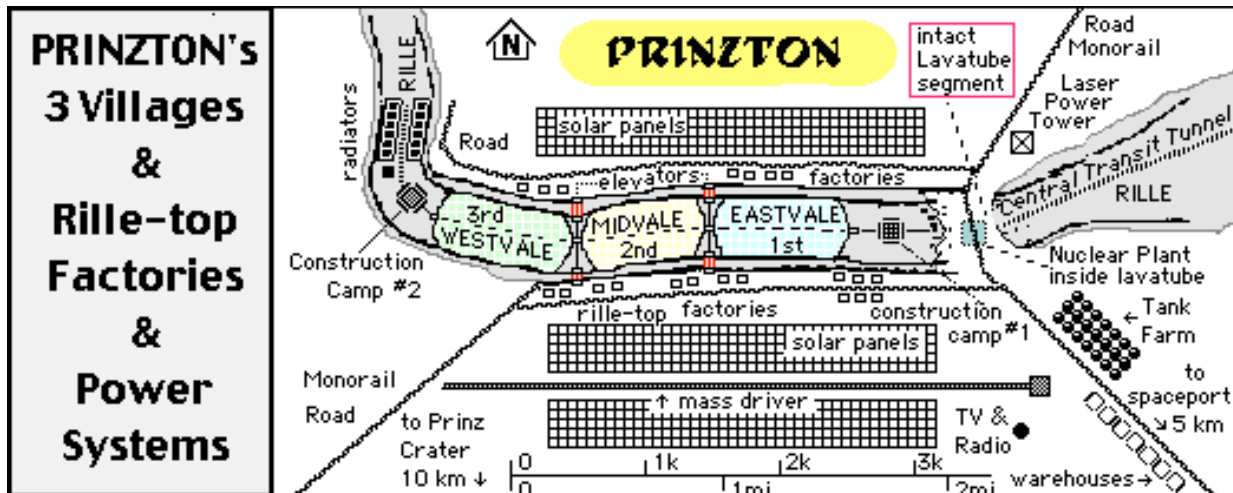 PRINZTON's
3 Villages
&
Rille-top
Factories
&
Power
Systems
N
PRINZTON
intact
Lavatube
segment
Road
Monorail
Laser
Power
Tower
RILLE
radiators
Road
solar panels
elevators
factories
Central Transit Tunnel
RILLE
3rd
WESTVALE
MIDVALE
2nd
EASTVALE
1st
Construction
Camp #2
Nuclear Plant
inside lavatube
rille-top factories
construction
camp #1
← Tank
Farm
solar panels
to
spaceport
↘ 5 km
Monorail
Road
↑ mass driver
to Prinz
Crater
10 km ↓
TV &
Radio
warehouses→
0 1k 2k 3k
0 1mi 2mi